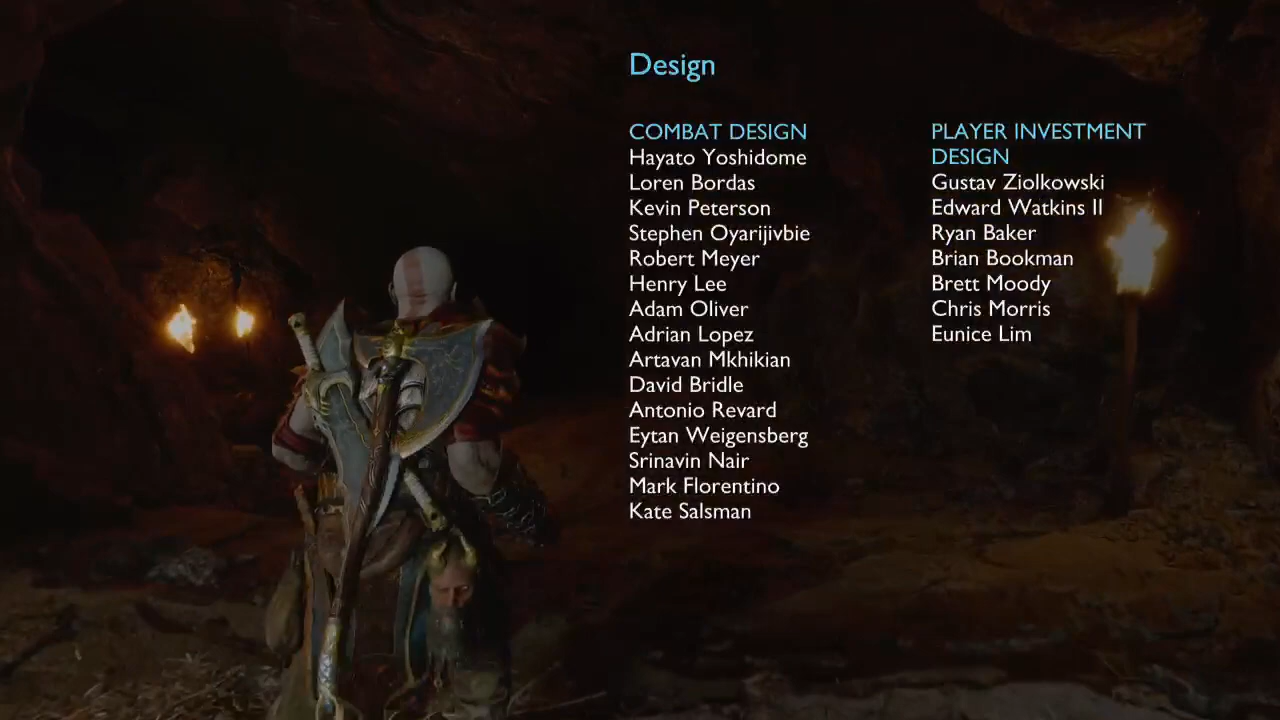 Design
COMBAT DESIGN
Hayato Yoshidome
Loren Bordas
Kevin Peterson
Stephen Oyarijivbie
Robert Meyer
Henry Lee
Adam Oliver
Adrian Lopez
Artavan Mkhikian
David Bridle
Antonio Revard
Eytan Weigensberg
Srinavin Nair
Mark Florentino
Kate Salsman
PLAYER INVESTMENT
DESIGN
Gustav Ziolkowski
Edward Watkins II
Ryan Baker
Brian Bookman
Brett Moody
Chris Morris
Eunice Lim